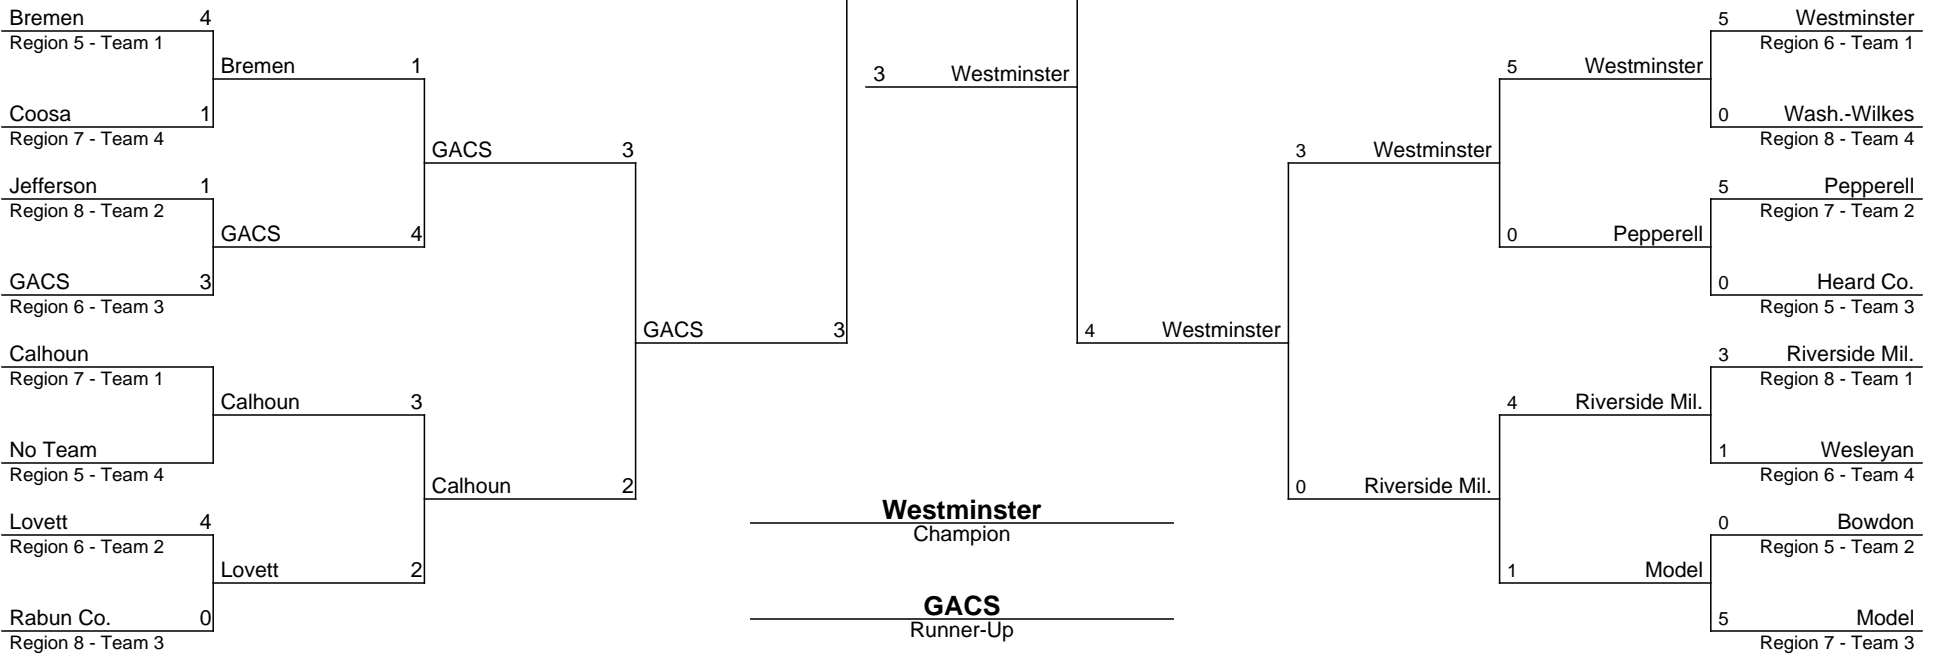 Bremen 4
Region 5 - Team 1
Bremen 1
Coosa 1
Region 7 - Team 4
GACS 3
Jefferson 1
Region 8 - Team 2
GACS 4
GACS 3
Region 6 - Team 3
GACS 3
Calhoun
Region 7 - Team 1
Calhoun 3
No Team
Region 5 - Team 4
Calhoun 2
Lovett 4
Region 6 - Team 2
Lovett 2
Rabun Co. 0
Region 8 - Team 3
3 Westminster
Westminster
Champion
GACS
Runner-Up
5 Westminster
Region 6 - Team 1
5 Westminster
0 Wash.-Wilkes
Region 8 - Team 4
3 Westminster
5 Pepperell
Region 7 - Team 2
0 Pepperell
0 Heard Co.
Region 5 - Team 3
4 Westminster
3 Riverside Mil.
Region 8 - Team 1
4 Riverside Mil.
1 Wesleyan
Region 6 - Team 4
0 Riverside Mil.
0 Bowdon
Region 5 - Team 2
1 Model
5 Model
Region 7 - Team 3